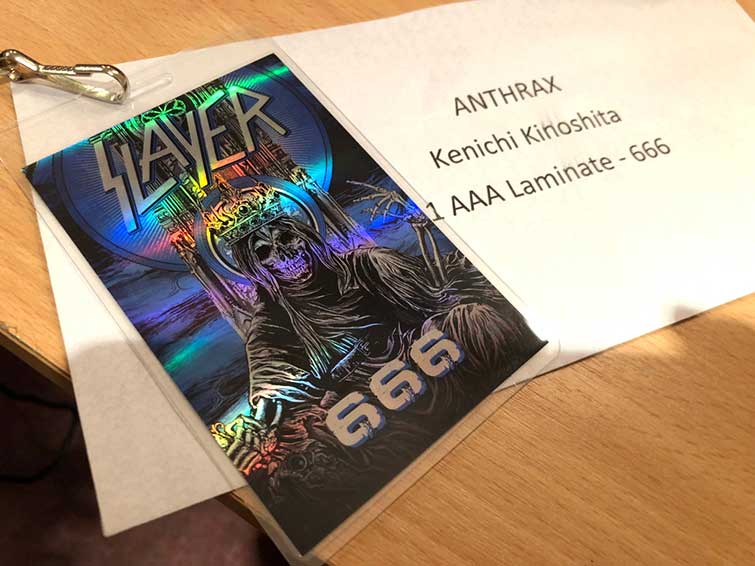 SLAYER
666
ANTHRAX
Kenichi Kinoshita
1 AAA Laminate - 666